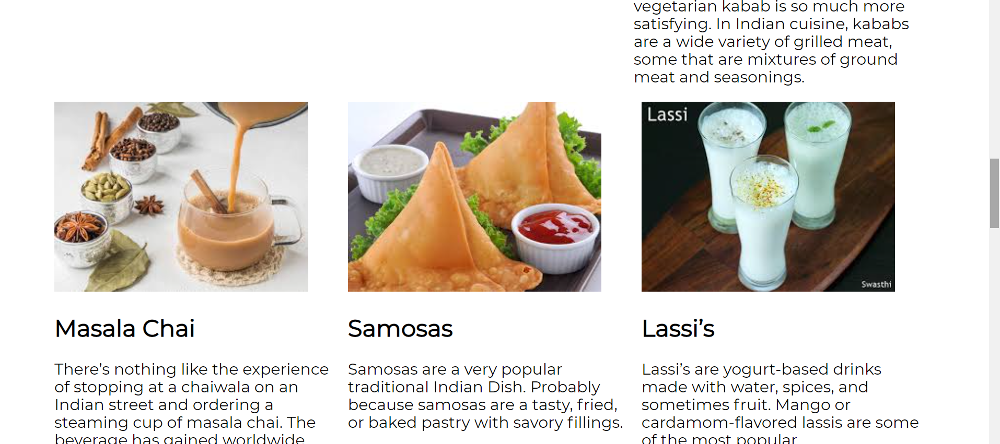 vegetarian kabab is so much more
satisfying. In Indian cuisine, kababs
are a wide variety of grilled meat,
some that are mixtures of ground
meat and seasonings.
Lassi
Swasthi
Masala Chai
There’s nothing like the experience
of stopping at a chaiwala on an
Indian street and ordering a
steaming cup of masala chai. The
beverage has gained worldwide
Samosas
Samosas are a very popular
traditional Indian Dish. Probably
because samosas are a tasty, fried,
or baked pastry with savory fillings.
Lassi’s
Lassi’s are yogurt-based drinks
made with water, spices, and
sometimes fruit. Mango or
cardamom-flavored lassis are some
of the most popular